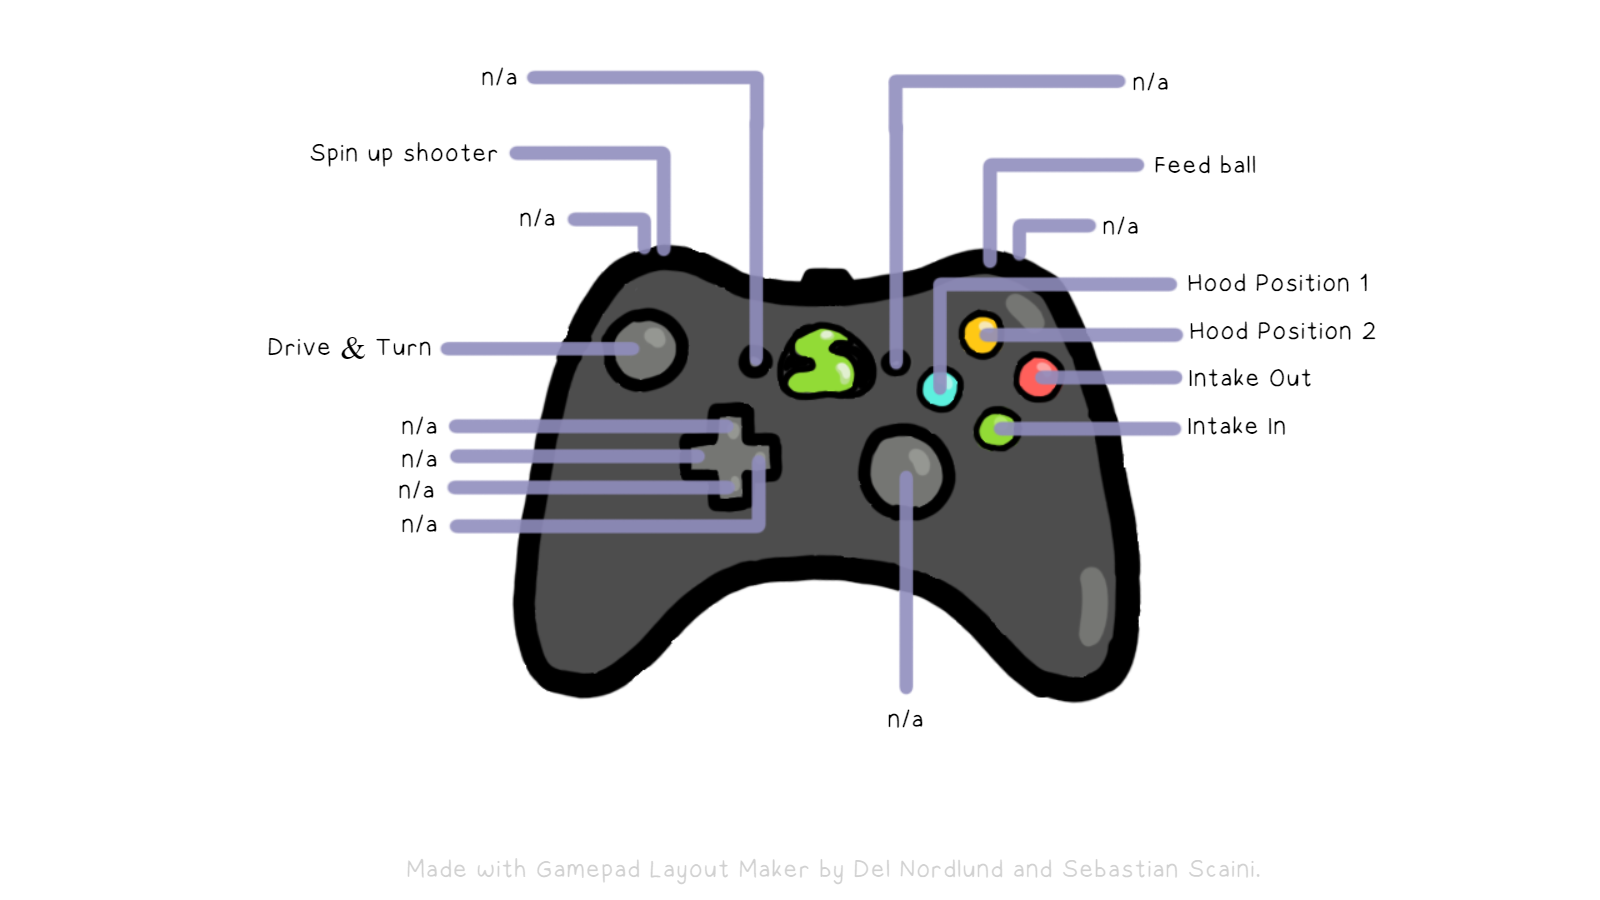 n/a
n/a
Spin up shooter
Feed ball
n/a
n/a
Hood Position 1
Hood Position 2
Drive & Turn
Intake Out
n/a
Intake In
n/a
n/a
n/a
n/a
Made with Gamepad Layout Maker by Del Nordlund and Sebastian Scaini.